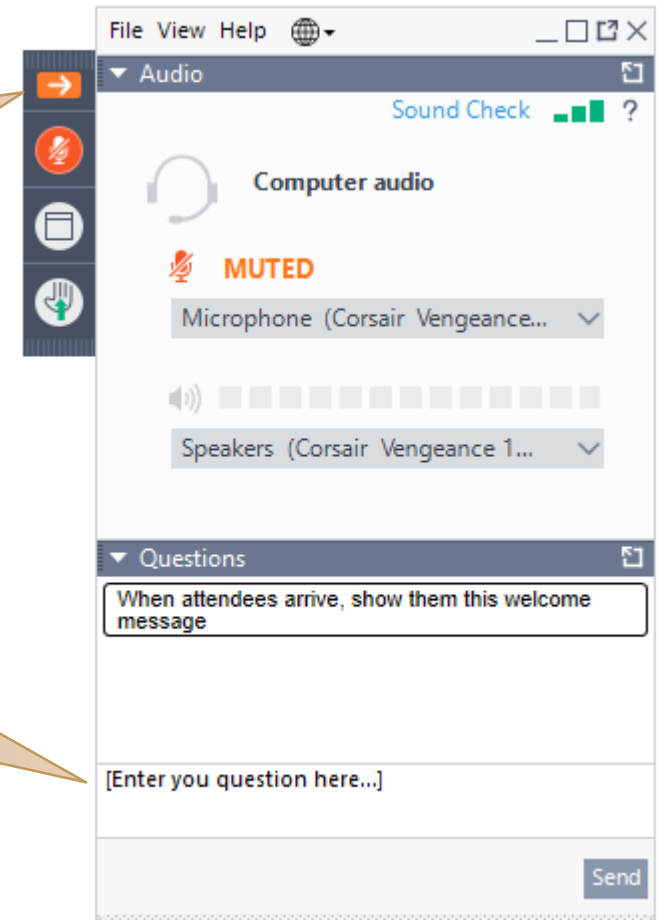 File View Help
Audio
Sound Check ?
Computer audio
MUTED
Microphone (Corsair Vengeance...
Speakers (Corsair Vengeance 1...
Questions
When attendees arrive, show them this welcome
message
[Enter you question here...]
Send